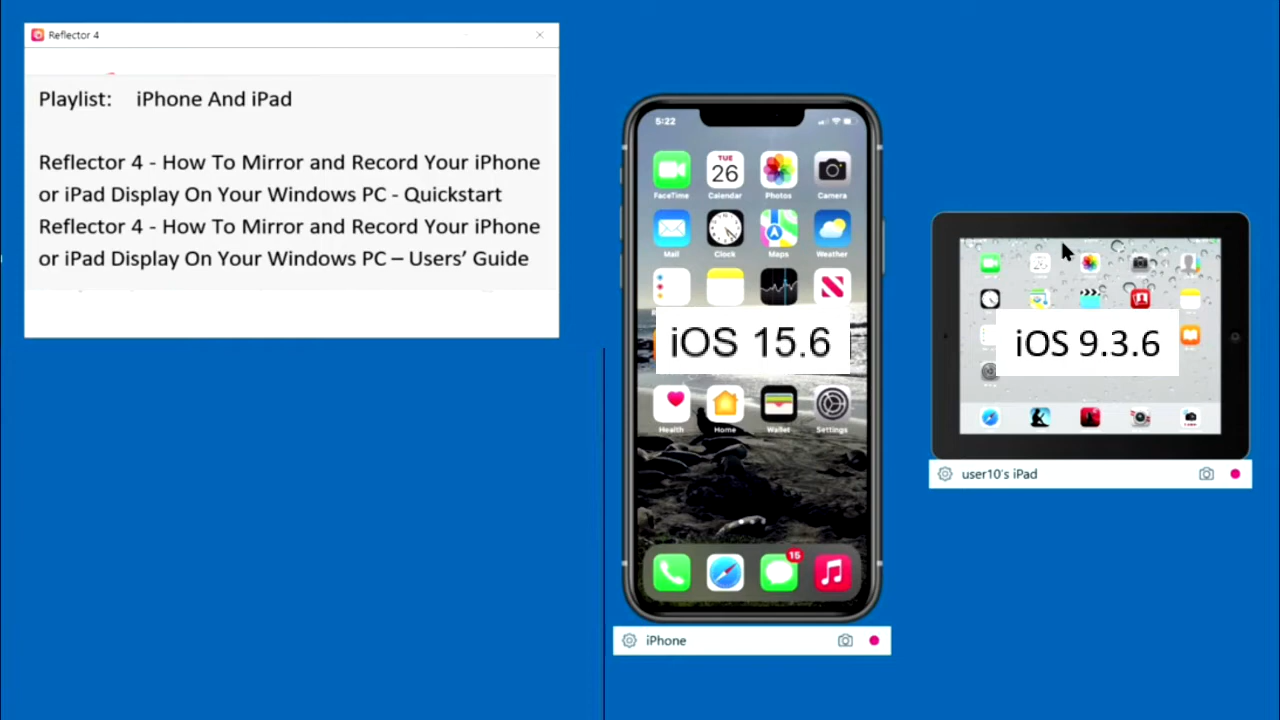 Reflector 4
Playlist: iPhone And iPad
Reflector 4 - How To Mirror and Record Your iPhone
or iPad Display On Your Windows PC - Quickstart
Reflector 4 - How To Mirror and Record Your iPhone
or iPad Display On Your Windows PC – Users’ Guide
5:22
TUE
26
FaceTime Calendar Photos Camera
Mail Clock Maps Weather
iOS 15.6
Health Home Wallet Settings
15
iPhone
iOS 9.3.6
user10's iPad